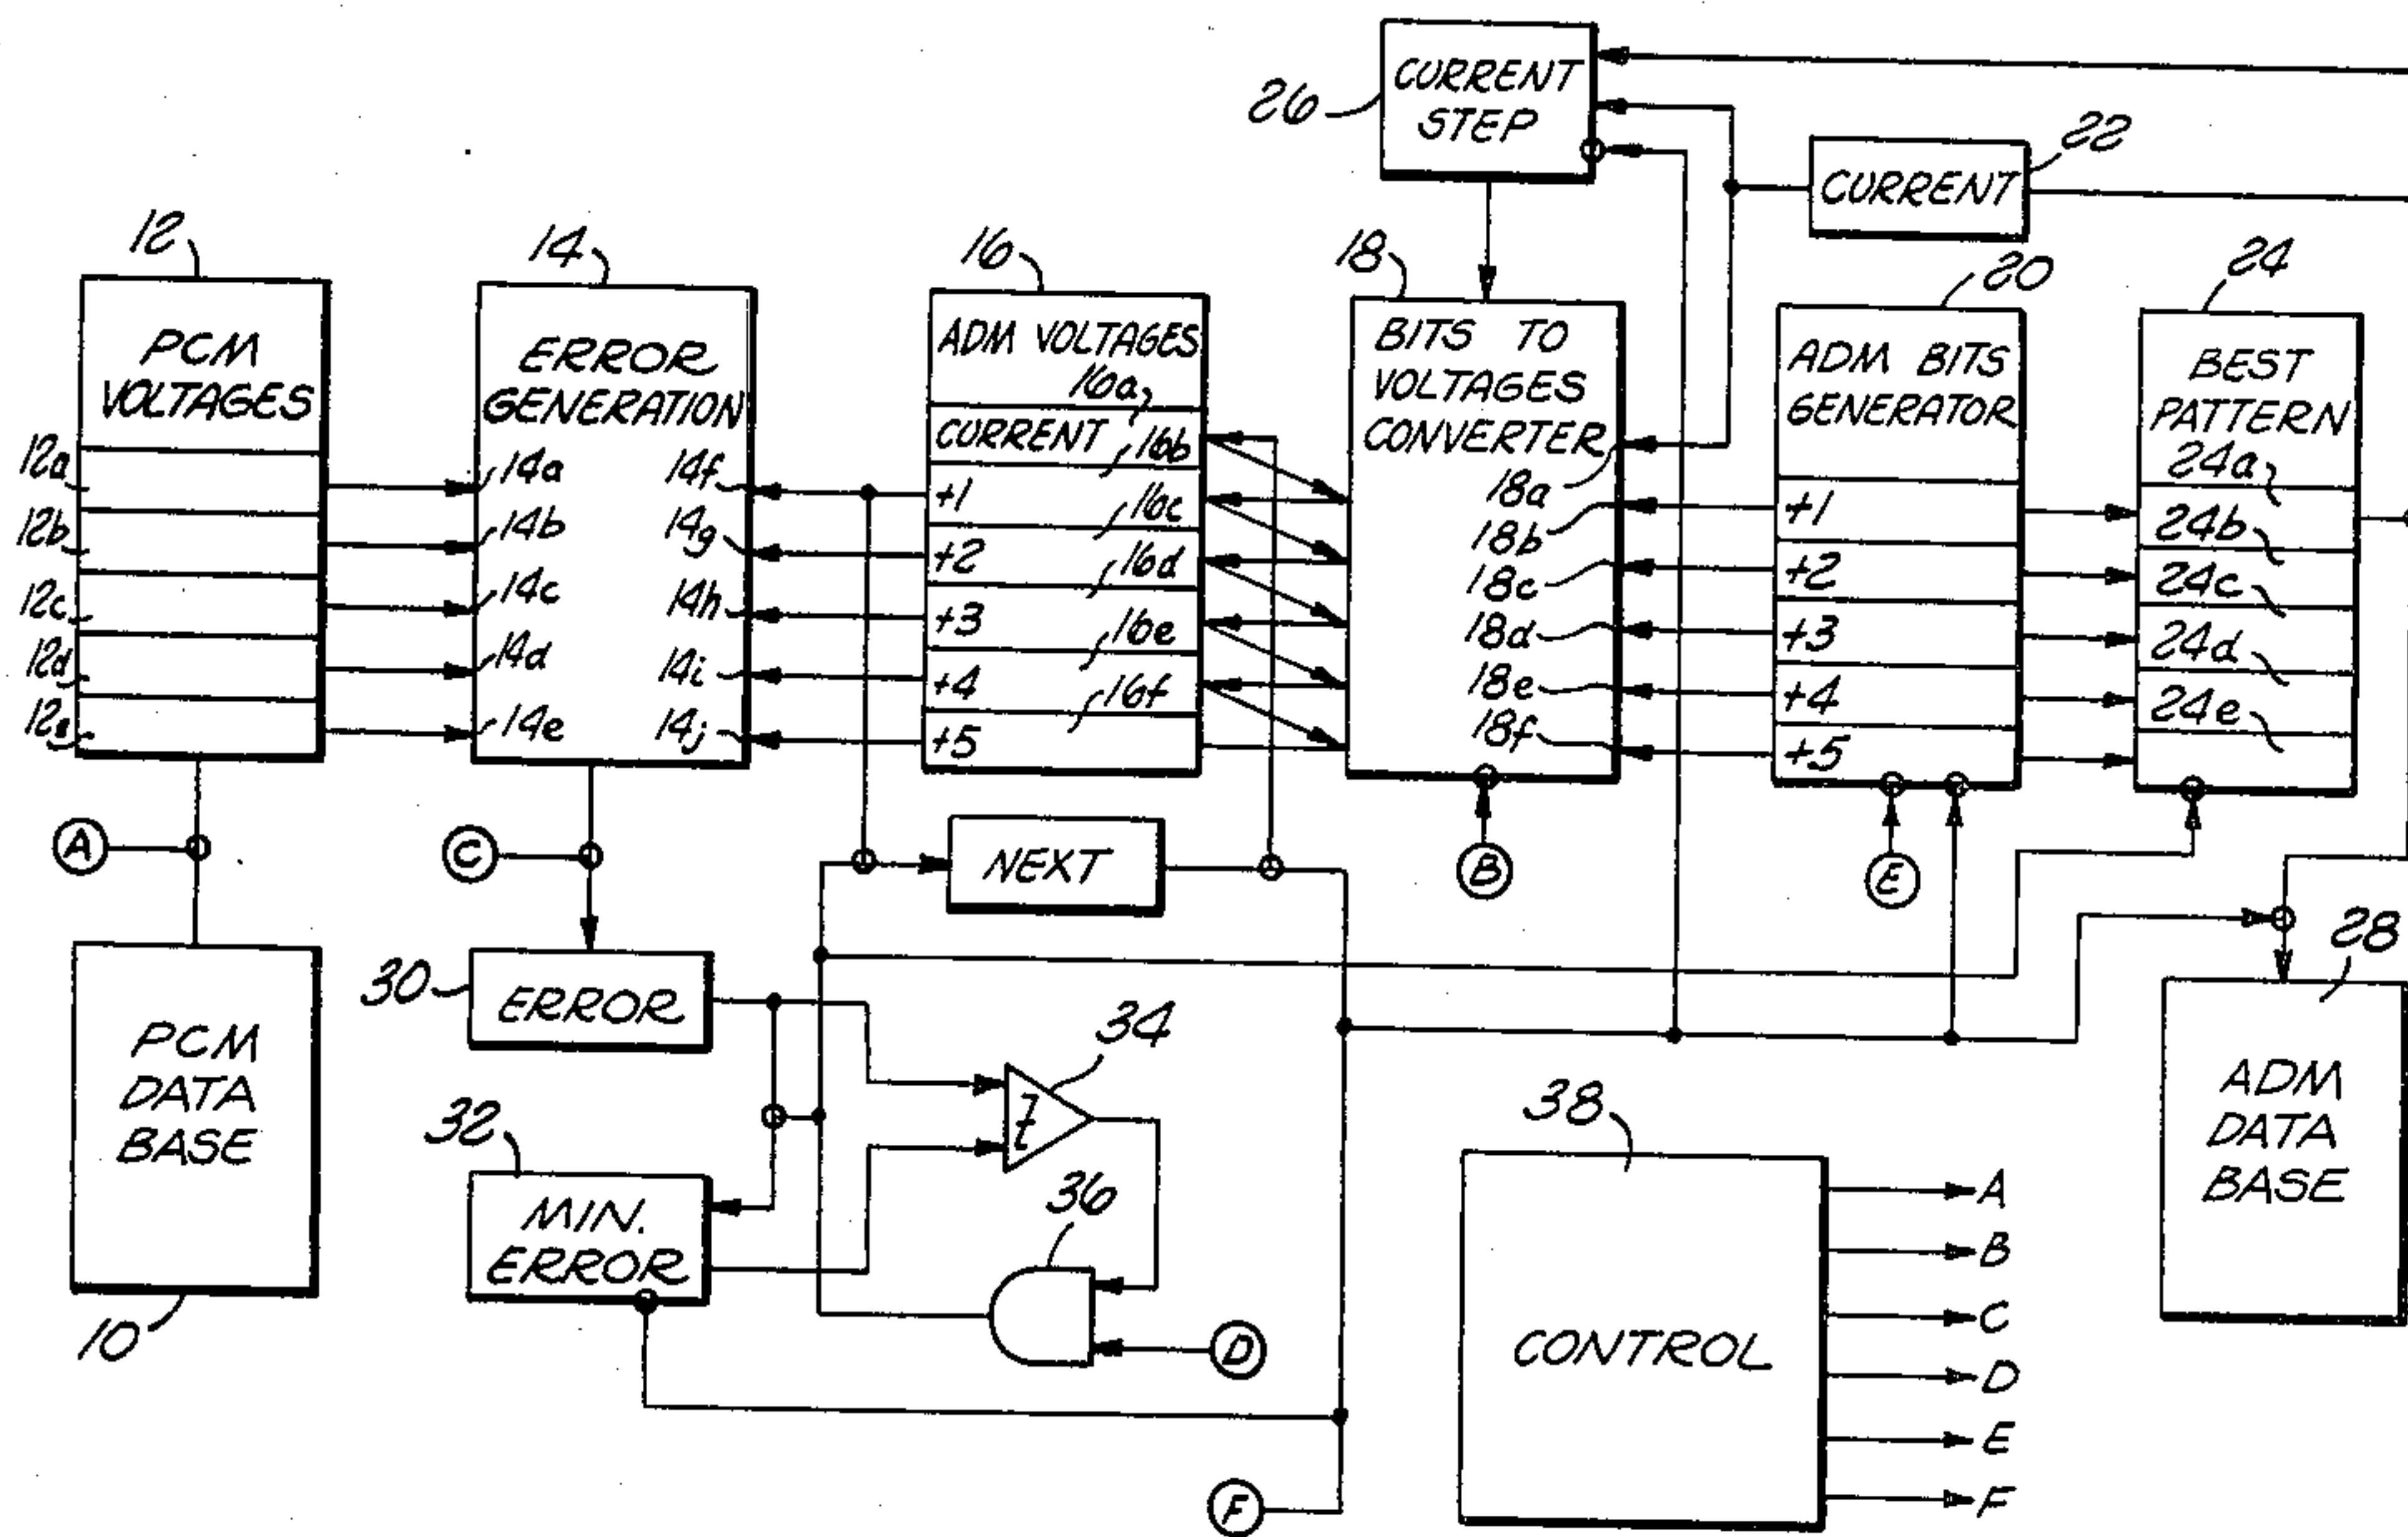 26
CURRENT
STEP
22
CURRENT
12
PCM
VOLTAGES
12a
12b
12c
12d
12e
14
ERROR
GENERATION
14a
14b
14c
14d
14e
14f
14g
14h
14i
14j
16
ADM VOLTAGES
16a
CURRENT
16b
+1
16c
+2
16d
+3
16e
+4
16f
+5
18
BITS TO
VOLTAGES
CONVERTER
18a
18b
18c
18d
18e
18f
20
ADM BITS
GENERATOR
+1
+2
+3
+4
+5
24
BEST
PATTERN
24a
24b
24c
24d
24e
A
C
NEXT
B
E
PCM
DATA
BASE
10
30
ERROR
34
32
MIN.
ERROR
36
D
F
38
CONTROL
A
B
C
D
E
F
28
ADM
DATA
BASE